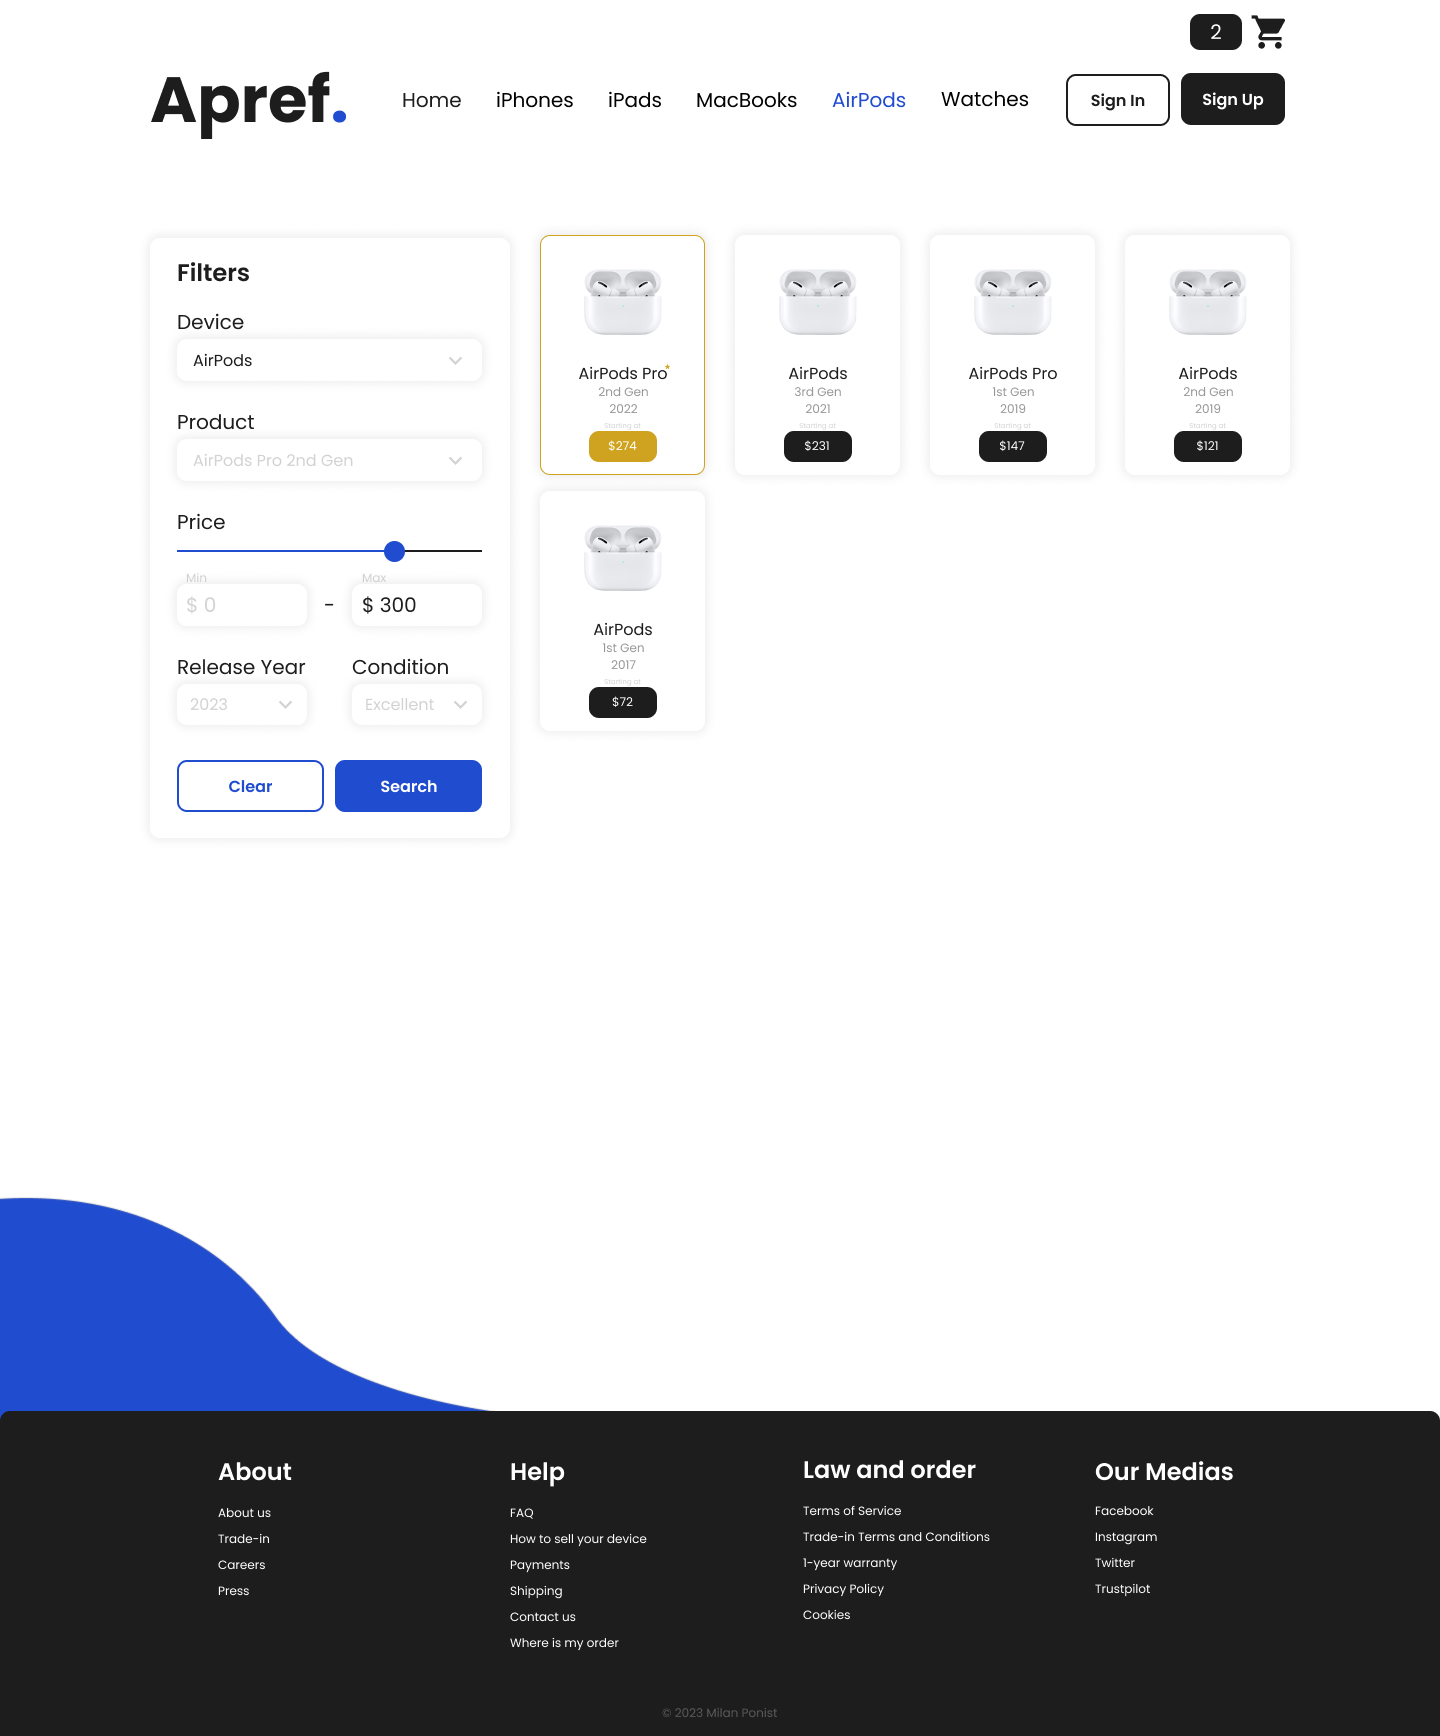 2
Apref.
Home iPhones iPads MacBooks AirPods Watches Sign In Sign Up
Filters
Device
AirPods
Product
AirPods Pro 2nd Gen
Price
Min Max
$ 0 - $ 300
Release Year Condition
2023 Excellent
Clear Search
AirPods Pro*
2nd Gen
2022
Starting at
$274
AirPods
3rd Gen
2021
Starting at
$231
AirPods Pro
1st Gen
2019
Starting at
$147
AirPods
2nd Gen
2019
Starting at
$121
AirPods
1st Gen
2017
Starting at
$72
About
About us
Trade-in
Careers
Press
Help
FAQ
How to sell your device
Payments
Shipping
Contact us
Where is my order
Law and order
Terms of Service
Trade-in Terms and Conditions
1-year warranty
Privacy Policy
Cookies
Our Medias
Facebook
Instagram
Twitter
Trustpilot
© 2023 Milan Ponist